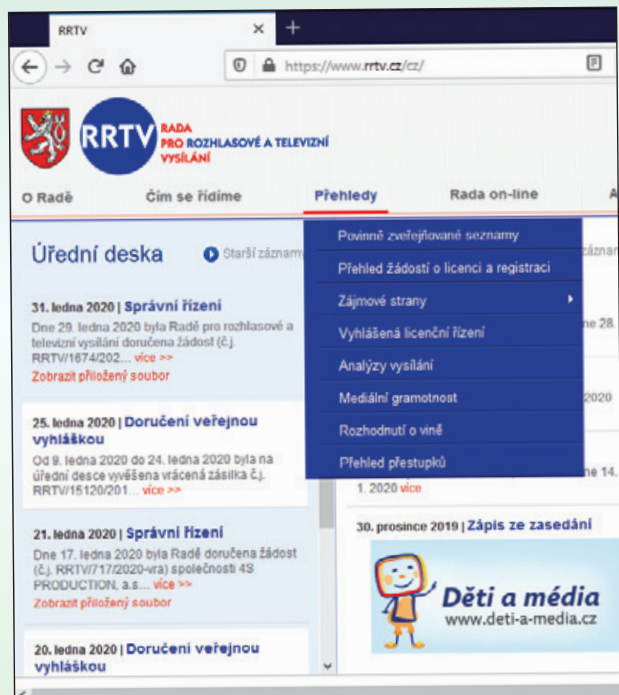 RRTV
https://www.rrtv.cz/cz/
RRTV
RADA
PRO ROZHLASOVÉ A TELEVIZNÍ
VYSÍLÁNÍ
O Radě Čím se řídíme Přehledy Rada on-line A
Úřední deska
Starší záznamy
31. ledna 2020 | Správní řízení
Dne 29. ledna 2020 byla Radě pro rozhlasové a
televizní vysílání doručena žádost (č.j.
RRTV/1674/202... více >>
Zobrazit přiložený soubor
25. ledna 2020 | Doručení veřejnou
vyhláškou
Od 9. ledna 2020 do 24. ledna 2020 byla na
úřední desce vyvěšena vrácená zásilka č.j.
RRTV/15120/201... více >>
21. ledna 2020 | Správní řízení
Dne 17. ledna 2020 byla Radě doručena žádost
(č.j. RRTV/717/2020-vra) společnosti 4S
PRODUCTION, a.s... více >>
Zobrazit přiložený soubor
20. ledna 2020 | Doručení veřejnou
vyhláškou
Povinně zveřejňované seznamy
Přehled žádostí o licenci a registraci
Zájmové strany
Vyhlášená licenční řízení
Analýzy vysílání
Mediální gramotnost
Rozhodnutí o vině
Přehled přestupků
ne 28.
2020
ne 14.
1. 2020 více
30. prosince 2019 | Zápis ze zasedání
Děti a média
www.deti-a-media.cz